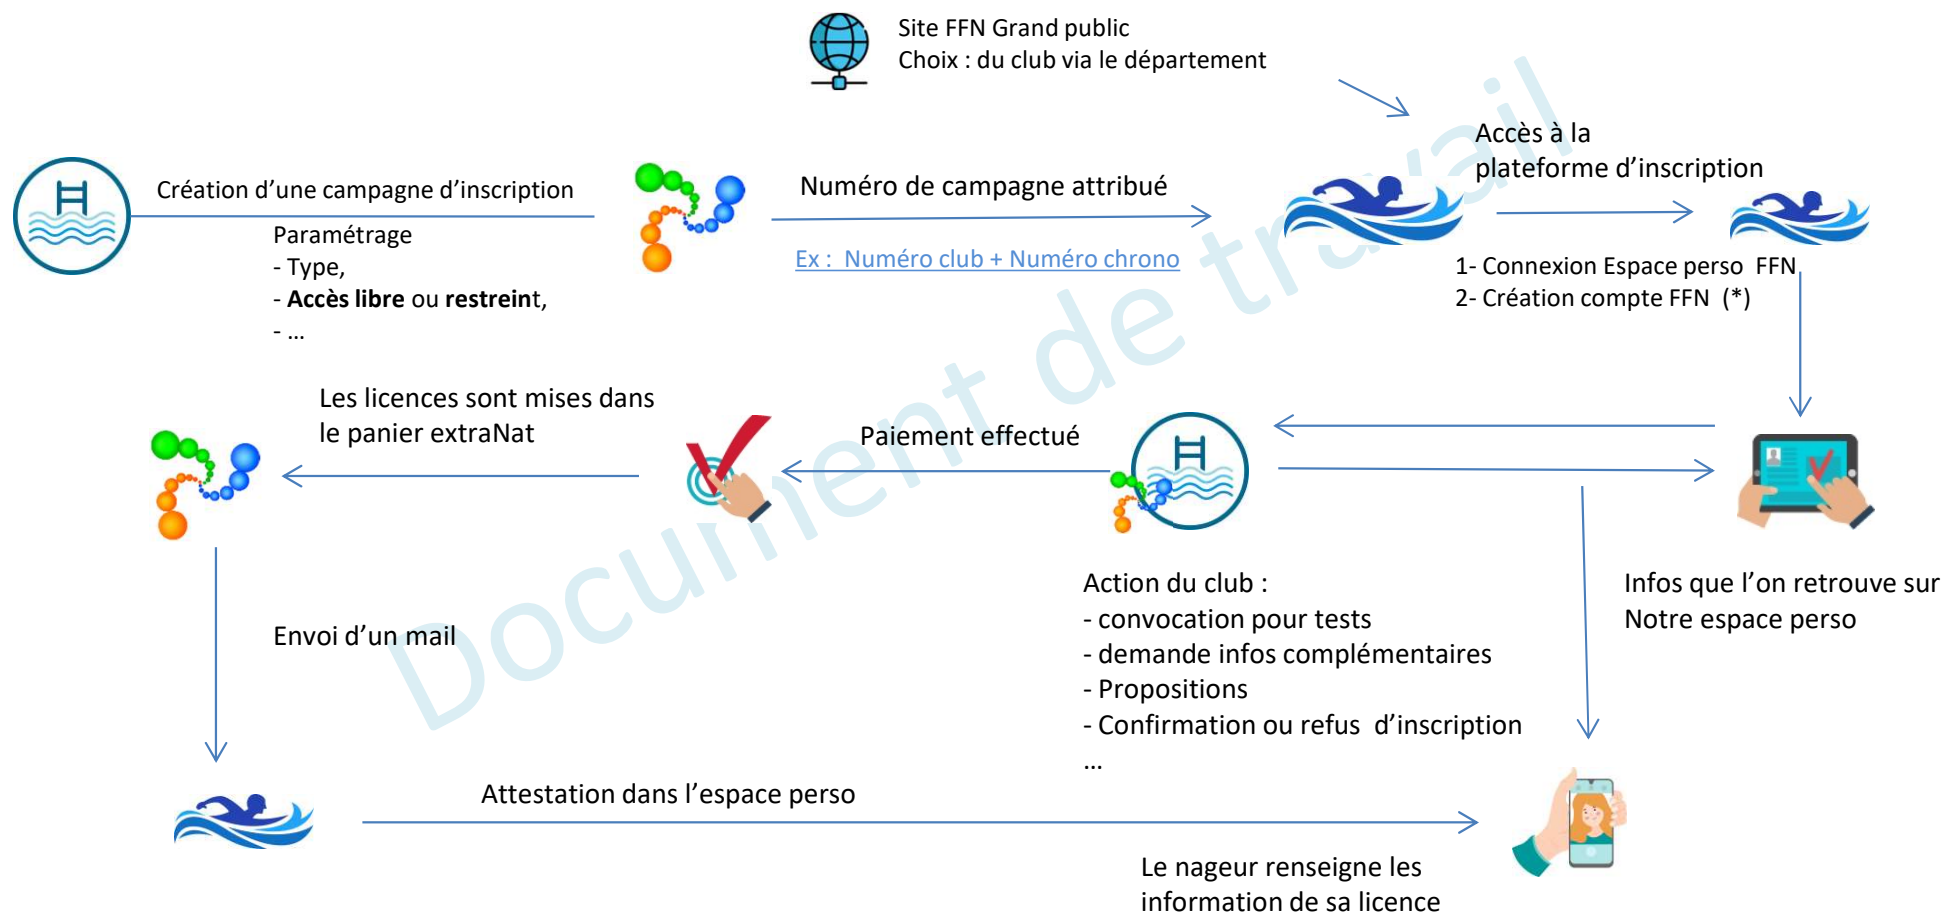 Site FFN Grand public
Choix : du club via le département
Accès à la
plateforme d’inscription
Création d’une campagne d’inscription
Numéro de campagne attribué
Paramétrage
- Type,
- Accès libre ou restreint,
- ...
Ex :  Numéro club + Numéro chrono
1- Connexion Espace perso  FFN
2- Création compte FFN  (*)
Les licences sont mises dans
le panier extraNat
Paiement effectué
Action du club :
- convocation pour tests
- demande infos complémentaires
- Propositions
- Confirmation ou refus  d’inscription
...
Infos que l’on retrouve sur
Notre espace perso
Envoi d’un mail
Attestation dans l’espace perso
Le nageur renseigne les
information de sa licence
Document de travail